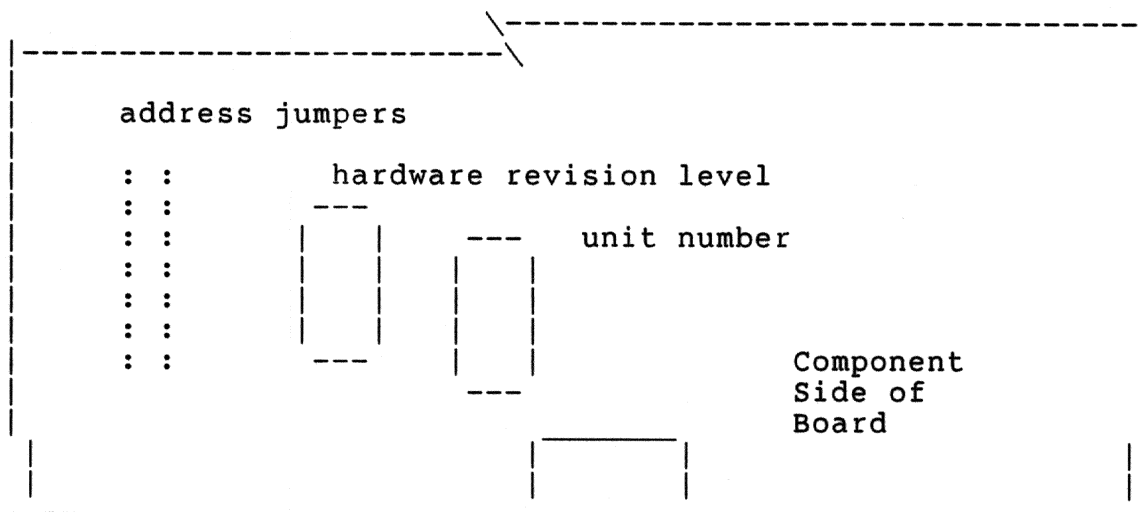 address jumpers
: :
hardware revision level
: :
: :
unit number
: :
: :
: :
: :
Component
Side of
Board